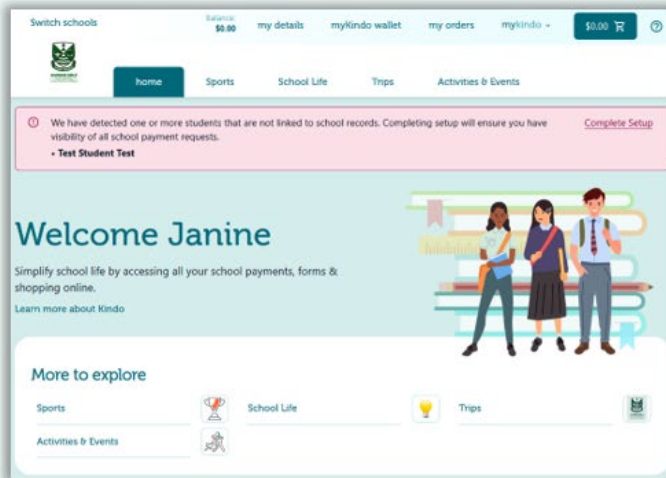 Switch schools
Balance:
$0.00
my details
myKindo wallet
my orders
mykindo
$0.00
home
Sports
School Life
Trips
Activities & Events
We have detected one or more students that are not linked to school records. Completing setup will ensure you have
visibility of all school payment requests.
Complete Setup
• Test Student Test
Welcome Janine
Simplify school life by accessing all your school payments, forms &
shopping online.
Learn more about Kindo
More to explore
Sports
School Life
Trips
Activities & Events